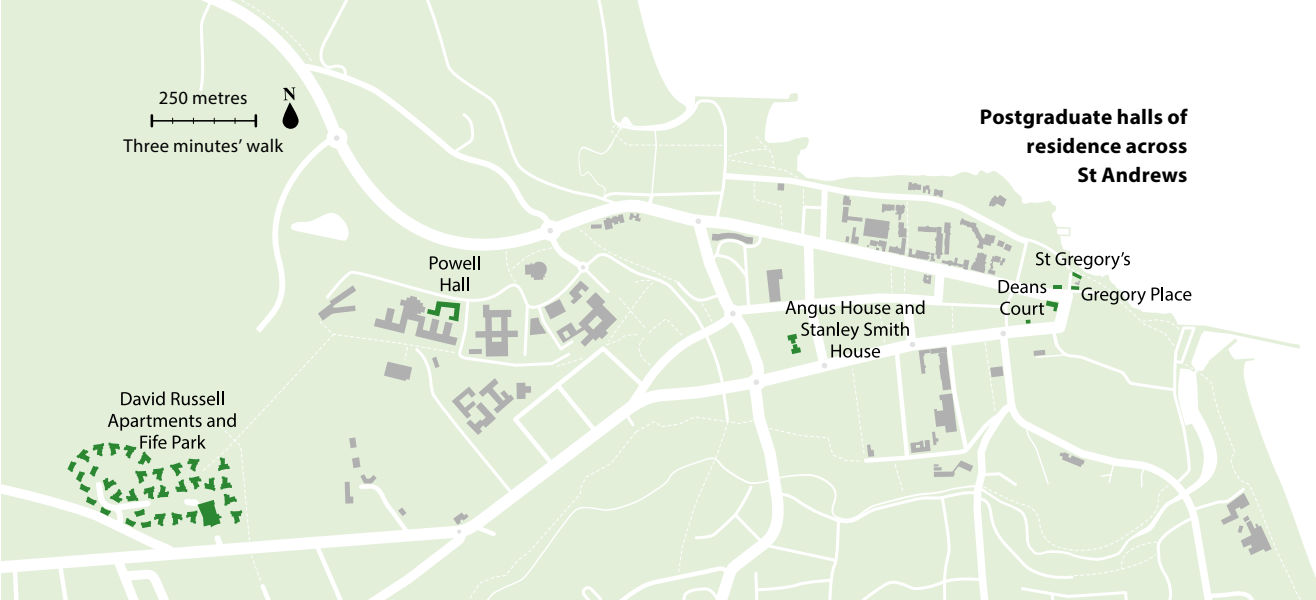 250 metres
N
Three minutes' walk
Postgraduate halls of
residence across
St Andrews
Powell
Hall
St Gregory's
Deans
Court
Gregory Place
Angus House and
Stanley Smith
House
David Russell
Apartments and
Fife Park